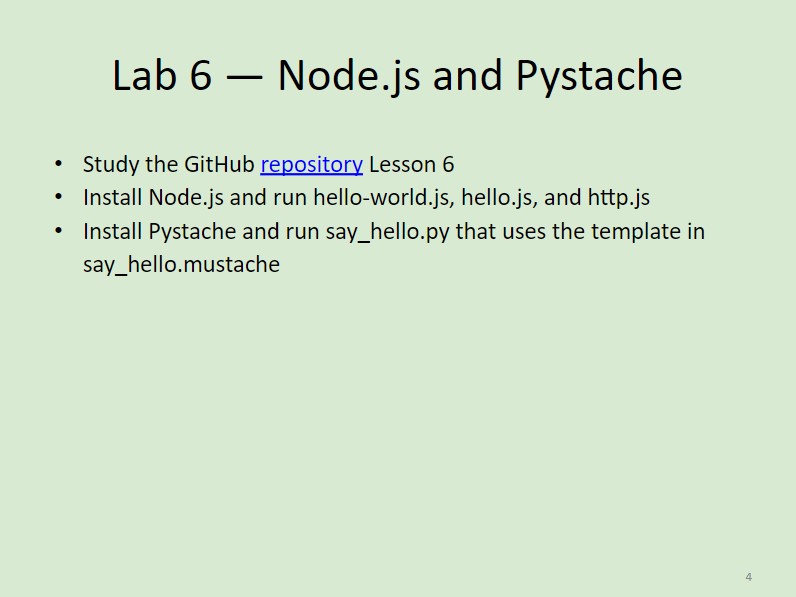 Lab 6 — Node.js and Pystache
• Study the GitHub repository Lesson 6
• Install Node.js and run hello-world.js, hello.js, and http.js
• Install Pystache and run say_hello.py that uses the template in
say_hello.mustache
4